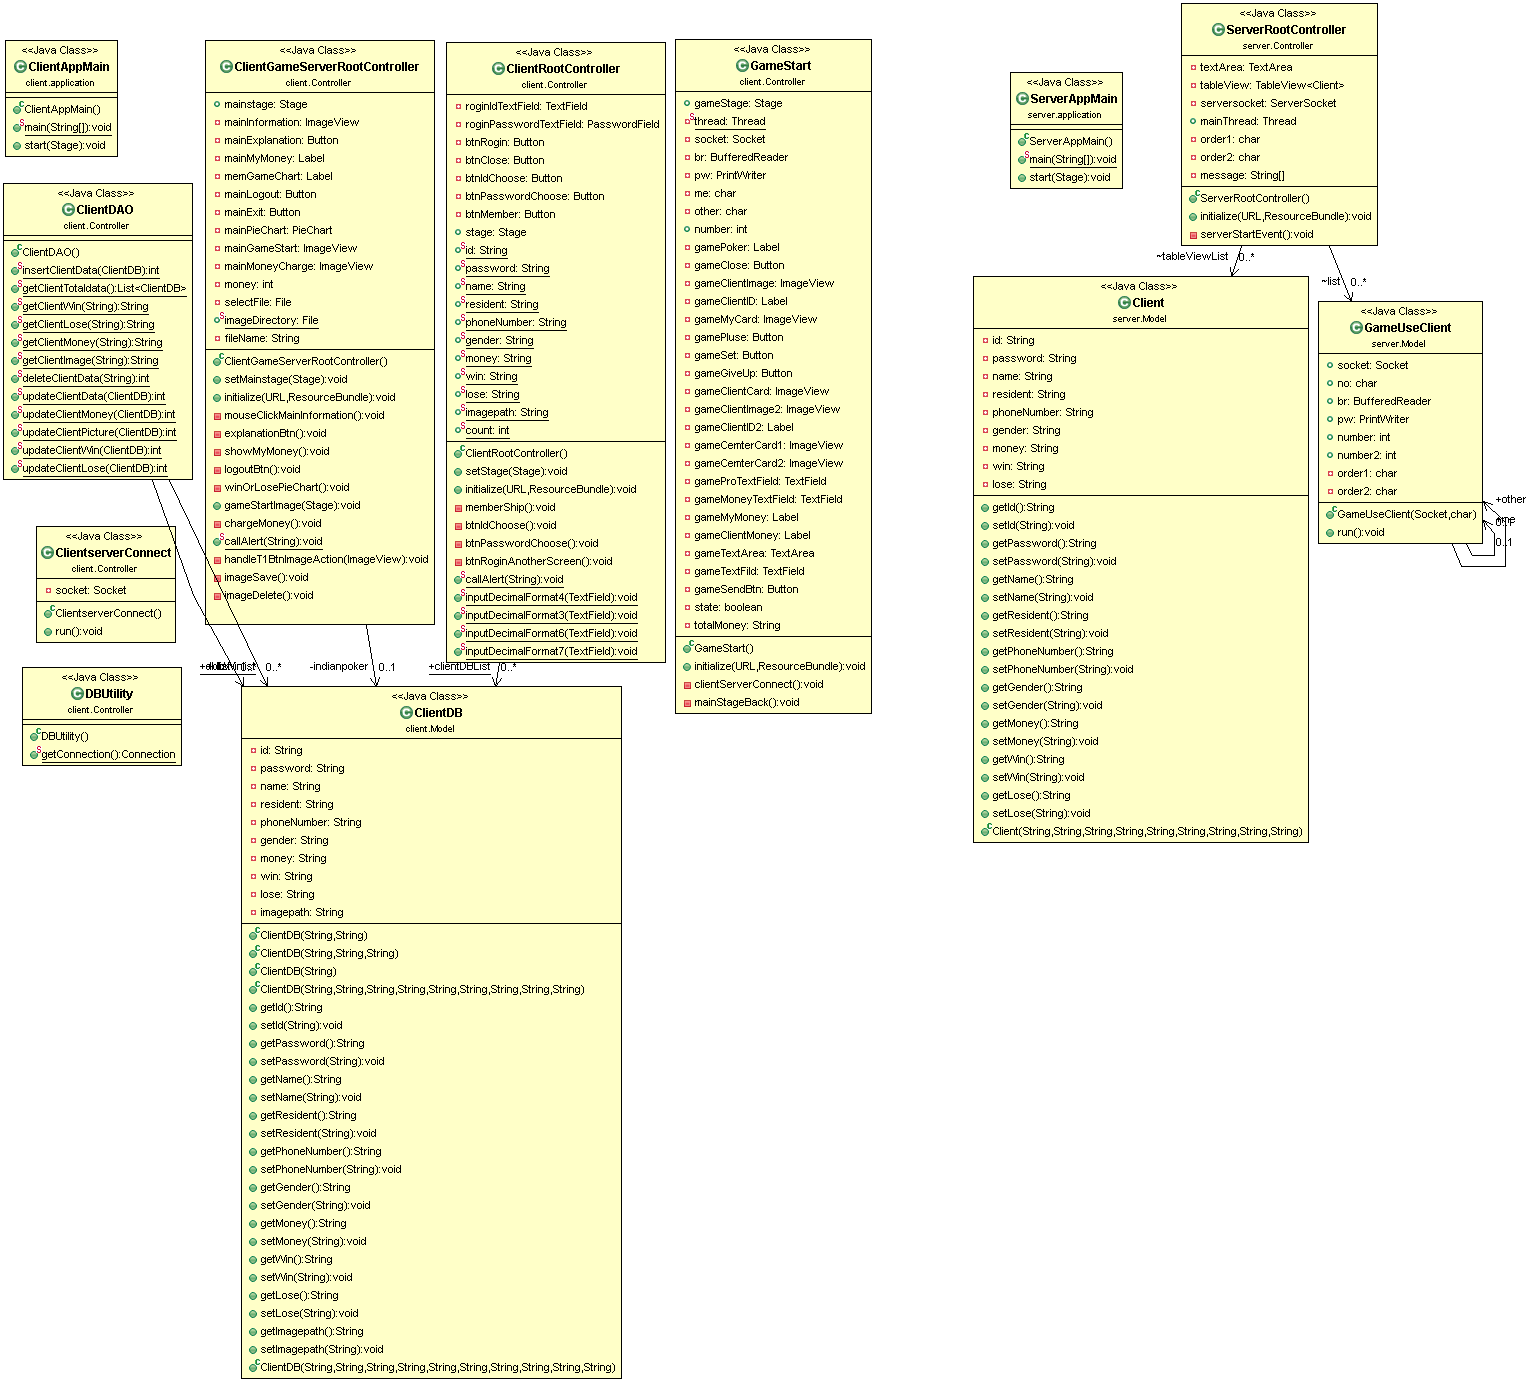 <<Java Class>>
ClientAppMain
client.application
ClientAppMain()
main(String[]):void
start(Stage):void
<<Java Class>>
ClientDAO
client.Controller
ClientDAO()
insertClientData(ClientDB):int
getClientTotaldata():List<ClientDB>
getClientWin(String):String
getClientLose(String):String
getClientMoney(String):String
getClientImage(String):String
deleteClientData(String):int
updateClientData(ClientDB):int
updateClientMoney(ClientDB):int
updateClientPicture(ClientDB):int
updateClientWin(ClientDB):int
updateClientLose(ClientDB):int
<<Java Class>>
ClientserverConnect
client.Controller
socket: Socket
ClientserverConnect()
run():void
<<Java Class>>
DBUtility
client.Controller
DBUtility()
getConnection():Connection
<<Java Class>>
ClientGameServerRootController
client.Controller
mainstage: Stage
mainInformation: ImageView
mainExplanation: Button
mainMyMoney: Label
memGameChart: Label
mainLogout: Button
mainExit: Button
mainPieChart: PieChart
mainGameStart: ImageView
mainMoneyCharge: ImageView
money: int
selectFile: File
imageDirectory: File
fileName: String
ClientGameServerRootController()
setMainstage(Stage):void
initialize(URL,ResourceBundle):void
mouseClickMainInformation():void
explanationBtn():void
showMyMoney():void
logoutBtn():void
winOrLosePieChart():void
gameStartImage(Stage):void
chargeMoney():void
callAlert(String):void
handleT1BtnImageAction(ImageView):void
imageSave():void
imageDelete():void
<<Java Class>>
ClientRootController
client.Controller
roginIdTextField: TextField
roginPasswordTextField: PasswordField
btnRogin: Button
btnClose: Button
btnIdChoose: Button
btnPasswordChoose: Button
btnMember: Button
stage: Stage
id: String
password: String
name: String
resident: String
phoneNumber: String
gender: String
money: String
win: String
lose: String
imagepath: String
count: int
ClientRootController()
setStage(Stage):void
initialize(URL,ResourceBundle):void
memberShip():void
btnIdChoose():void
btnPasswordChoose():void
btnRoginAnotherScreen():void
callAlert(String):void
inputDecimalFormat4(TextField):void
inputDecimalFormat3(TextField):void
inputDecimalFormat6(TextField):void
inputDecimalFormat7(TextField):void
<<Java Class>>
GameStart
client.Controller
gameStage: Stage
thread: Thread
socket: Socket
br: BufferedReader
pw: PrintWriter
me: char
other: char
number: int
gamePoker: Label
gameClose: Button
gameClientImage: ImageView
gameClientID: Label
gameMyCard: ImageView
gamePluse: Button
gameSet: Button
gameGiveUp: Button
gameClientCard: ImageView
gameClientImage2: ImageView
gameClientID2: Label
gameCemterCard1: ImageView
gameCemterCard2: ImageView
gameProTextField: TextField
gameMoneyTextField: TextField
gameMyMoney: Label
gameClientMoney: Label
gameTextArea: TextArea
gameTextFild: TextField
gameSendBtn: Button
state: boolean
totalMoney: String
GameStart()
initialize(URL,ResourceBundle):void
clientServerConnect():void
mainStageBack():void
0..*
-indianpoker 0..1
+clientDBList 0..*
<<Java Class>>
ClientDB
client.Model
id: String
password: String
name: String
resident: String
phoneNumber: String
gender: String
money: String
win: String
lose: String
imagepath: String
ClientDB(String,String)
ClientDB(String,String,String)
ClientDB(String)
ClientDB(String,String,String,String,String,String,String,String,String)
getId():String
setId(String):void
getPassword():String
setPassword(String):void
getName():String
setName(String):void
getResident():String
setResident(String):void
getPhoneNumber():String
setPhoneNumber(String):void
getGender():String
setGender(String):void
getMoney():String
setMoney(String):void
getWin():String
setWin(String):void
getLose():String
setLose(String):void
getImagepath():String
setImagepath(String):void
ClientDB(String,String,String,String,String,String,String,String,String,String)
<<Java Class>>
ServerAppMain
server.application
ServerAppMain()
main(String[]):void
start(Stage):void
<<Java Class>>
ServerRootController
server.Controller
textArea: TextArea
tableView: TableView<Client>
serversocket: ServerSocket
mainThread: Thread
order1: char
order2: char
message: String[]
ServerRootController()
initialize(URL,ResourceBundle):void
serverStartEvent():void
~tableViewList 0..*
~list 0..*
<<Java Class>>
Client
server.Model
id: String
password: String
name: String
resident: String
phoneNumber: String
gender: String
money: String
win: String
lose: String
getId():String
setId(String):void
getPassword():String
setPassword(String):void
getName():String
setName(String):void
getResident():String
setResident(String):void
getPhoneNumber():String
setPhoneNumber(String):void
getGender():String
setGender(String):void
getMoney():String
setMoney(String):void
getWin():String
setWin(String):void
getLose():String
setLose(String):void
Client(String,String,String,String,String,String,String,String,String)
<<Java Class>>
GameUseClient
server.Model
socket: Socket
no: char
br: BufferedReader
pw: PrintWriter
number: int
number2: int
order1: char
order2: char
GameUseClient(Socket,char)
run():void
+other
0..1